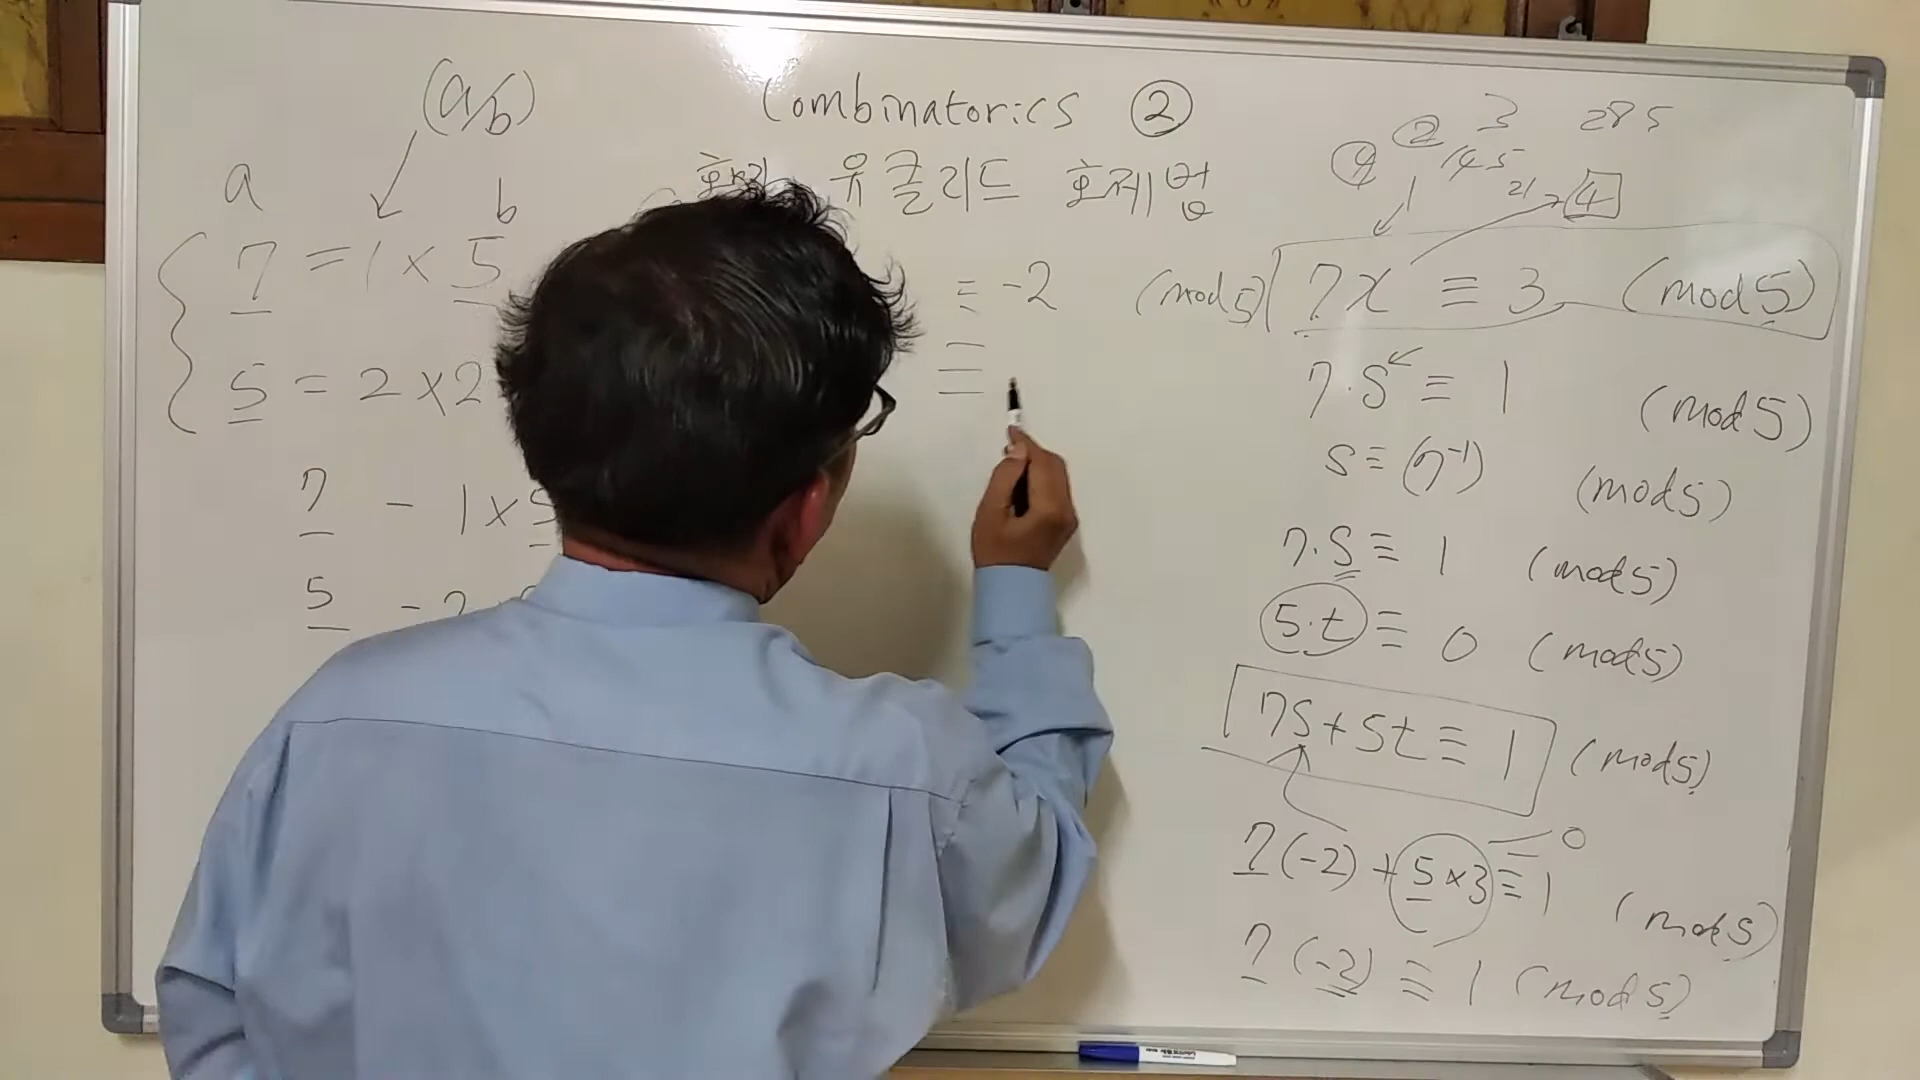 Combinatorics ②
유클리드 호제법
(a/b)
a b
7 = 1 × 5
5 = 2 × 2
7 - 1 × 5
5 - 2
≡ -2 (mod 5)
≡
3 285
④ ② 145
21 4
7x ≡ 3 (mod 5)
7·S ≡ 1 (mod 5)
S ≡ (7⁻¹) (mod 5)
7·S ≡ 1 (mod 5)
5·t ≡ 0 (mod 5)
7S + 5t ≡ 1 (mod 5)
7(-2) + 5×3 ≡ 1 (mod 5)
0
7(-2) ≡ 1 (mod 5)